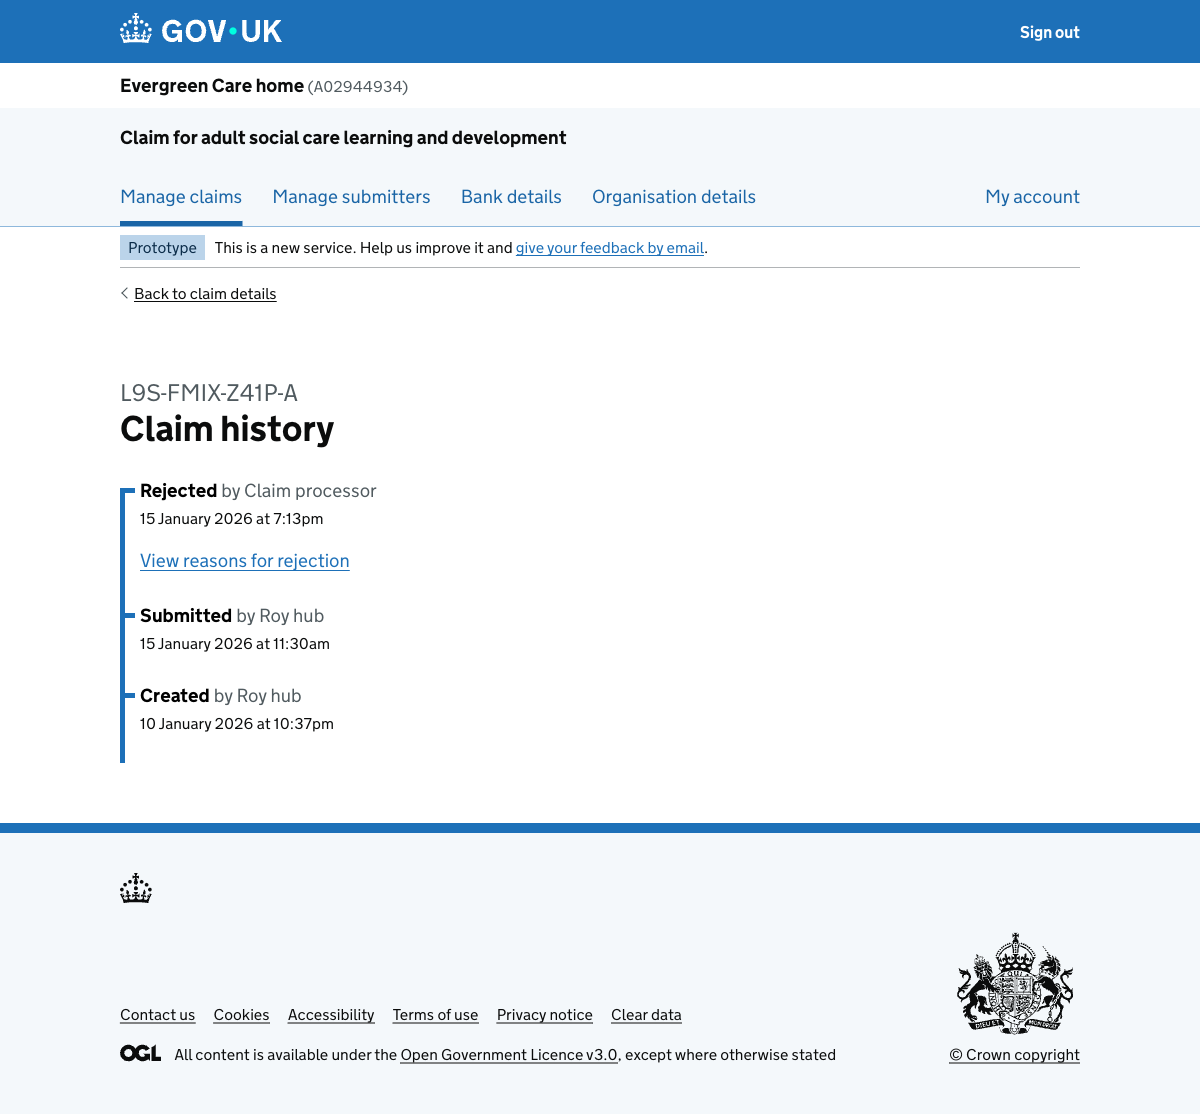 GOV·UK
Sign out
Evergreen Care home (A02944934)
Claim for adult social care learning and development
Manage claims Manage submitters Bank details Organisation details My account
Prototype This is a new service. Help us improve it and give your feedback by email.
Back to claim details
L9S-FMIX-Z41P-A
Claim history
Rejected by Claim processor
15 January 2026 at 7:13pm
View reasons for rejection
Submitted by Roy hub
15 January 2026 at 11:30am
Created by Roy hub
10 January 2026 at 10:37pm
Contact us Cookies Accessibility Terms of use Privacy notice Clear data
OGL All content is available under the Open Government Licence v3.0, except where otherwise stated
© Crown copyright